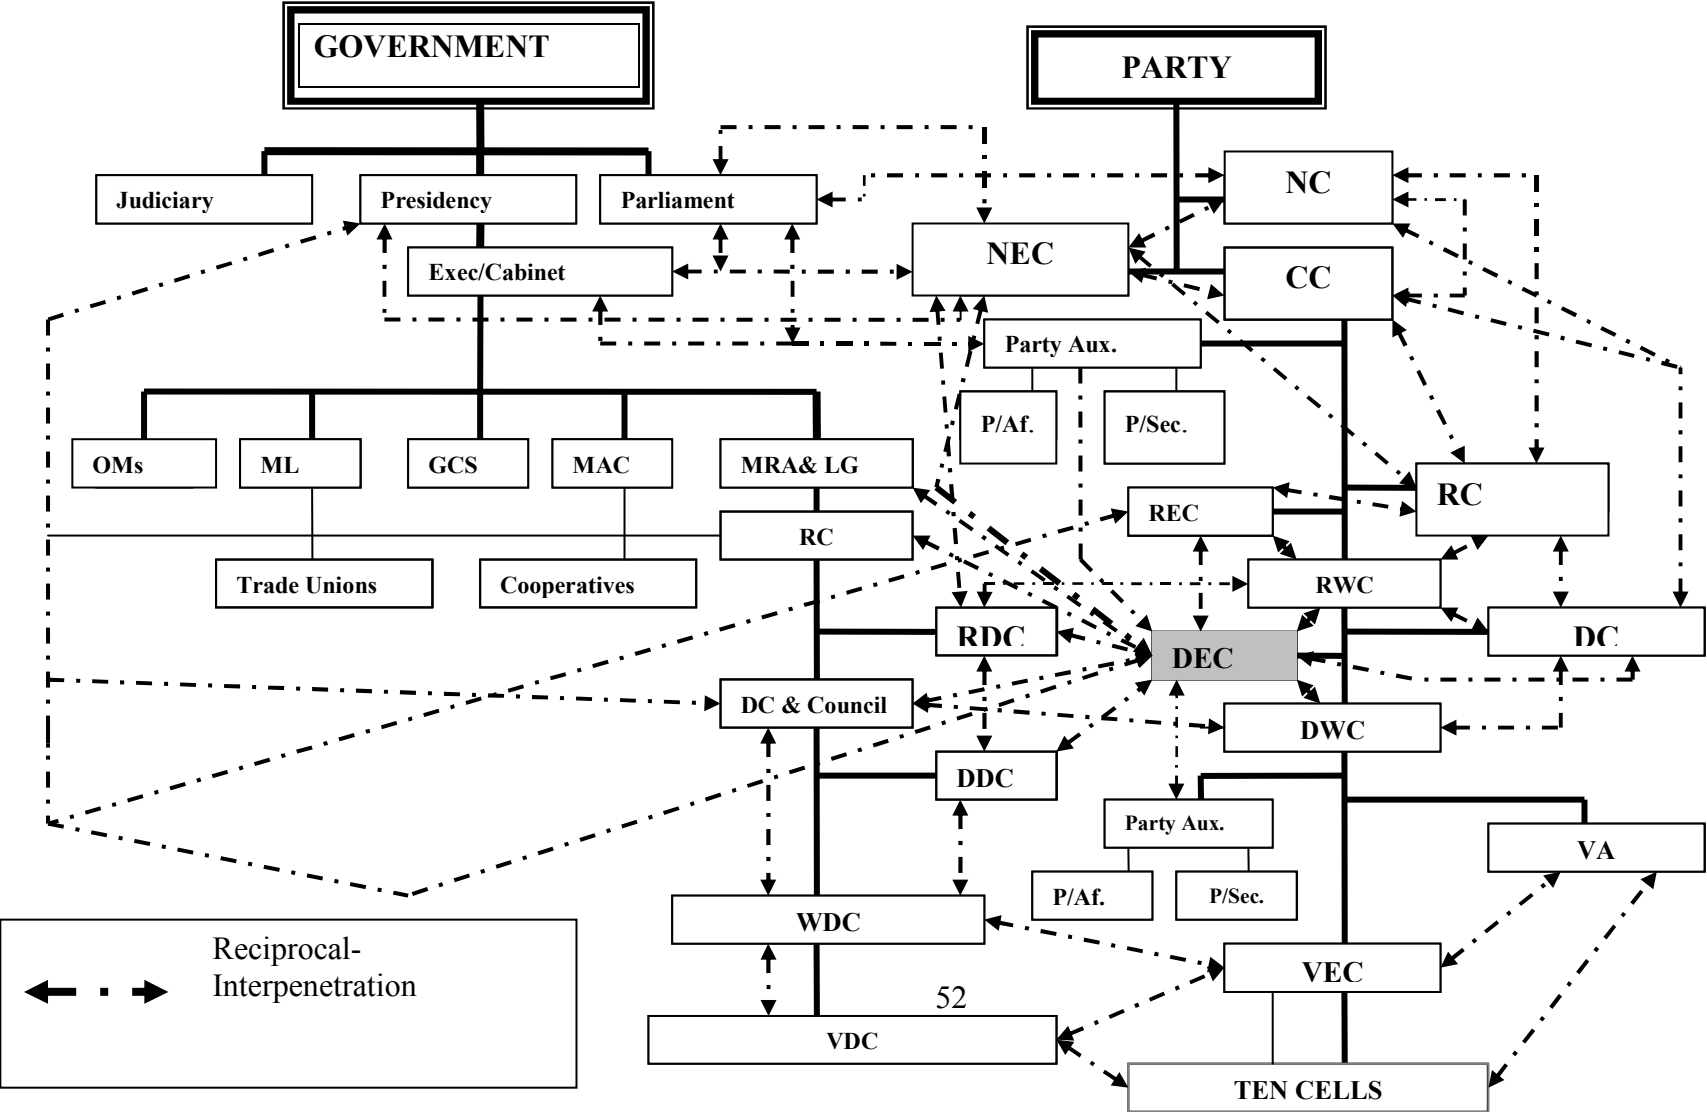 GOVERNMENT
PARTY
Judiciary
Presidency
Parliament
NC
NEC
Exec/Cabinet
CC
Party Aux.
P/Af.
P/Sec.
OMs
ML
GCS
MAC
MRA& LG
RC
REC
RC
Trade Unions
Cooperatives
RWC
RDC
DC
DEC
DC & Council
DWC
DDC
Party Aux.
VA
P/Af.
P/Sec.
WDC
Reciprocal-
Interpenetration
VEC
52
VDC
TEN CELLS